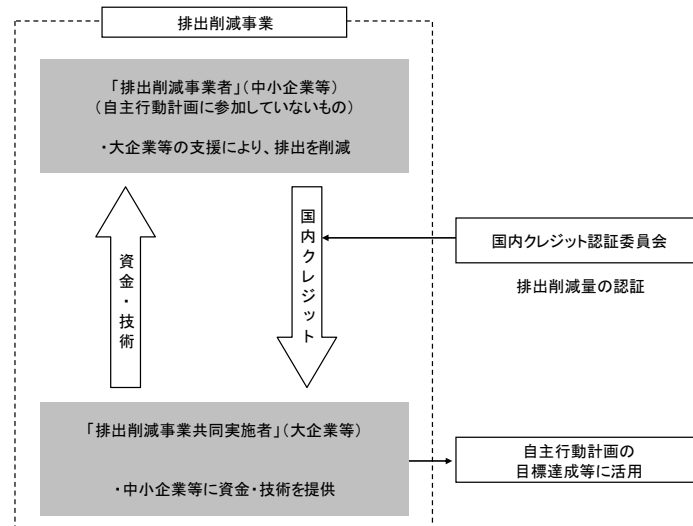 排出削減事業
「排出削減事業者」(中小企業等)
(自主行動計画に参加していないもの)
・大企業等の支援により、排出を削減
資金・技術
国内クレジット
国内クレジット認証委員会
排出削減量の認証
「排出削減事業共同実施者」(大企業等)
・中小企業等に資金・技術を提供
自主行動計画の
目標達成等に活用